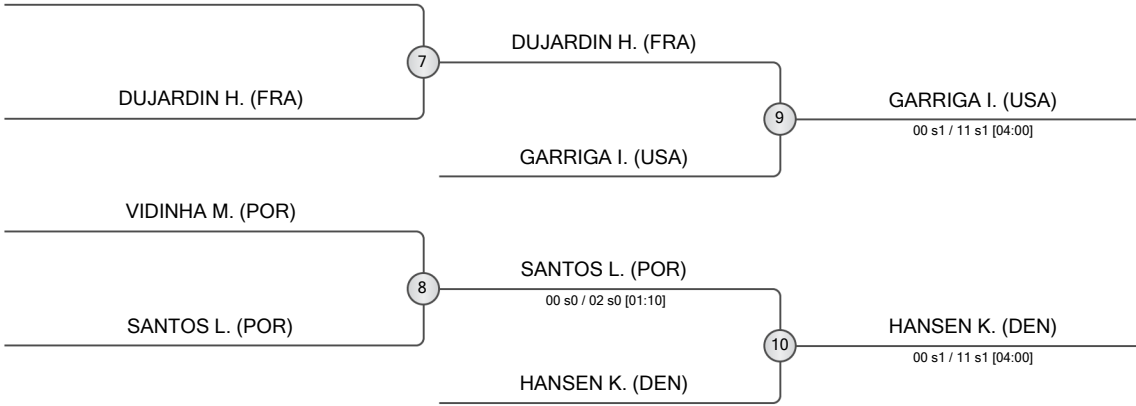 DUJARDIN H. (FRA)
7
DUJARDIN H. (FRA)
GARRIGA I. (USA)
9
00 s1 / 11 s1 [04:00]
GARRIGA I. (USA)
VIDINHA M. (POR)
SANTOS L. (POR)
8
00 s0 / 02 s0 [01:10]
SANTOS L. (POR)
HANSEN K. (DEN)
10
00 s1 / 11 s1 [04:00]
HANSEN K. (DEN)